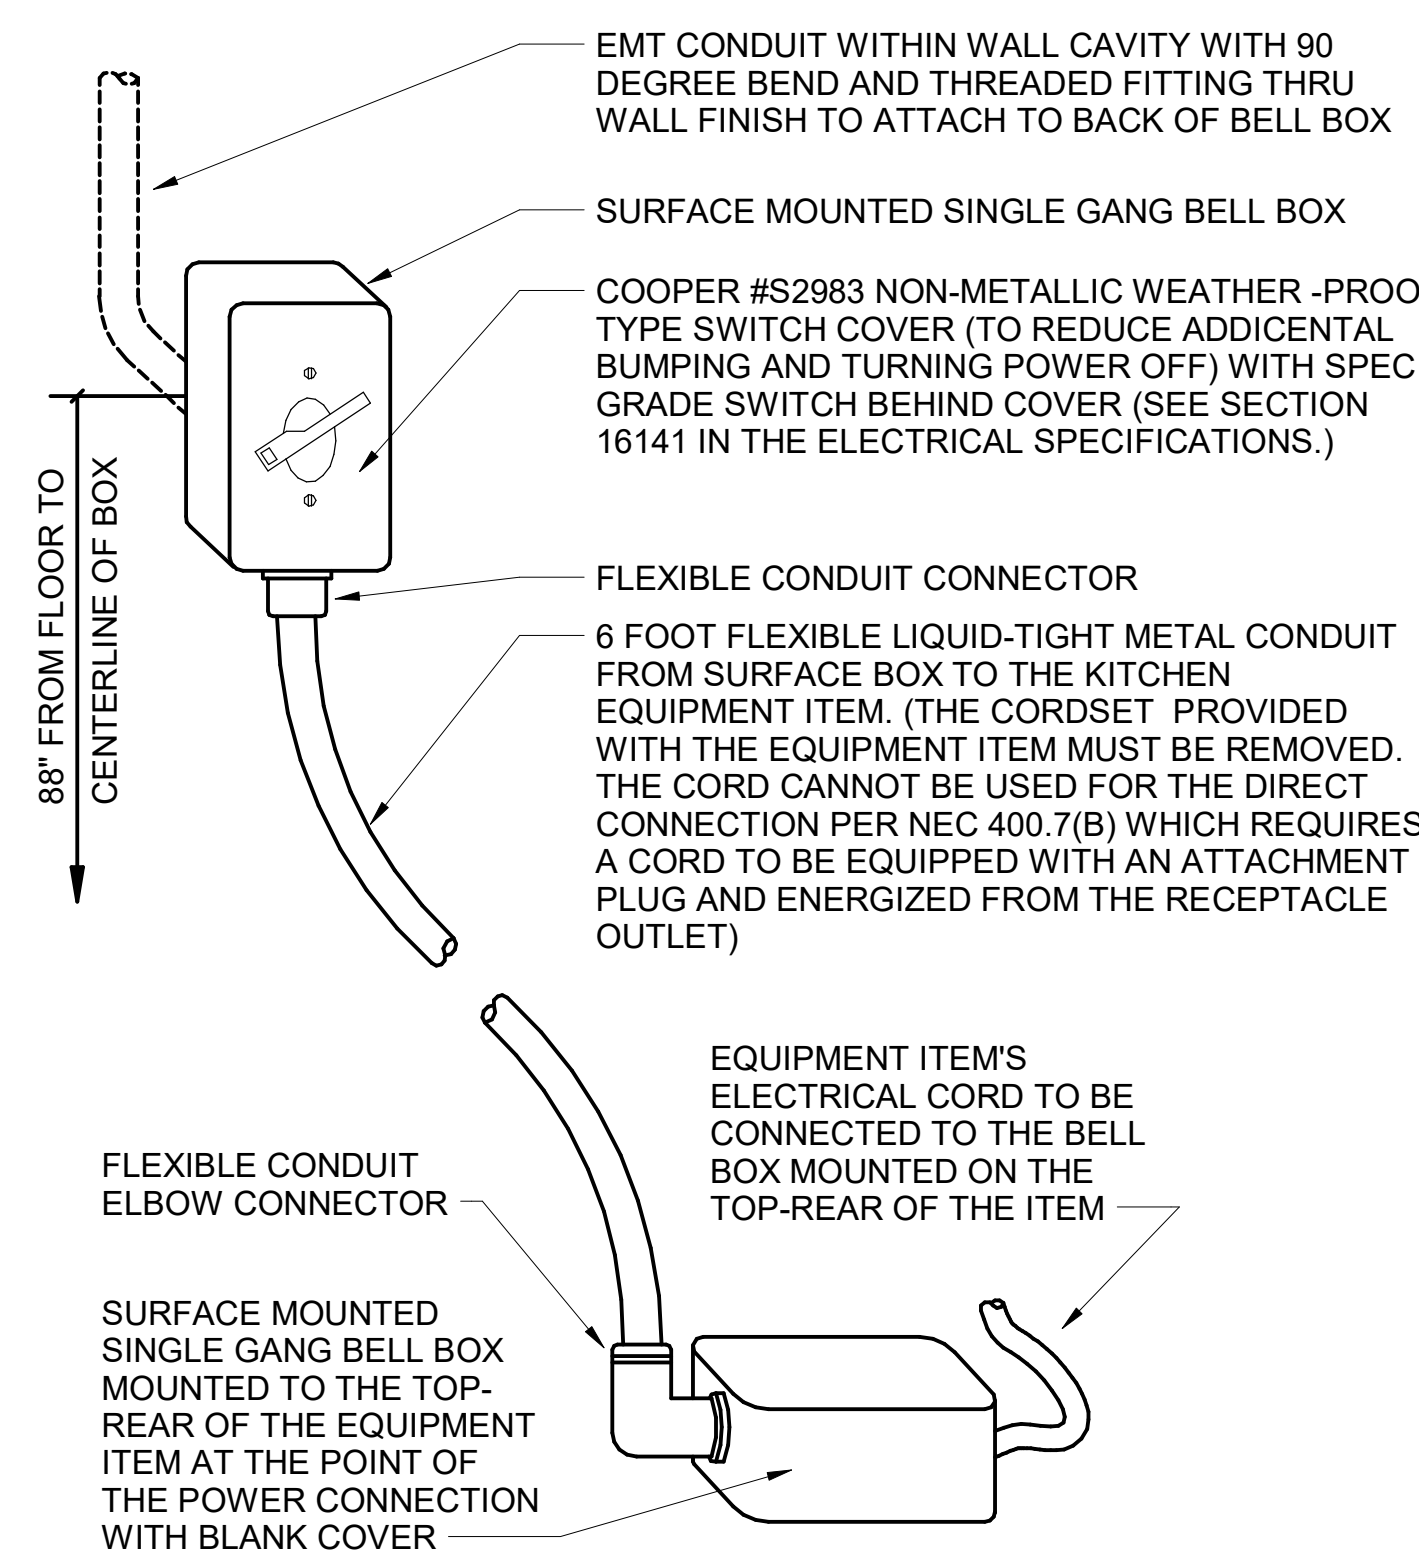 EMT CONDUIT WITHIN WALL CAVITY WITH 90
DEGREE BEND AND THREADED FITTING THRU
WALL FINISH TO ATTACH TO BACK OF BELL BOX
SURFACE MOUNTED SINGLE GANG BELL BOX
COOPER #S2983 NON-METALLIC WEATHER -PROO
TYPE SWITCH COVER (TO REDUCE ADDICENTAL
BUMPING AND TURNING POWER OFF) WITH SPEC
GRADE SWITCH BEHIND COVER (SEE SECTION
16141 IN THE ELECTRICAL SPECIFICATIONS.)
88" FROM FLOOR TO
CENTERLINE OF BOX
FLEXIBLE CONDUIT CONNECTOR
6 FOOT FLEXIBLE LIQUID-TIGHT METAL CONDUIT
FROM SURFACE BOX TO THE KITCHEN
EQUIPMENT ITEM. (THE CORDSET PROVIDED
WITH THE EQUIPMENT ITEM MUST BE REMOVED.
THE CORD CANNOT BE USED FOR THE DIRECT
CONNECTION PER NEC 400.7(B) WHICH REQUIRES
A CORD TO BE EQUIPPED WITH AN ATTACHMENT
PLUG AND ENERGIZED FROM THE RECEPTACLE
OUTLET)
EQUIPMENT ITEM'S
ELECTRICAL CORD TO BE
CONNECTED TO THE BELL
BOX MOUNTED ON THE
TOP-REAR OF THE ITEM
FLEXIBLE CONDUIT
ELBOW CONNECTOR
SURFACE MOUNTED
SINGLE GANG BELL BOX
MOUNTED TO THE TOP-
REAR OF THE EQUIPMENT
ITEM AT THE POINT OF
THE POWER CONNECTION
WITH BLANK COVER